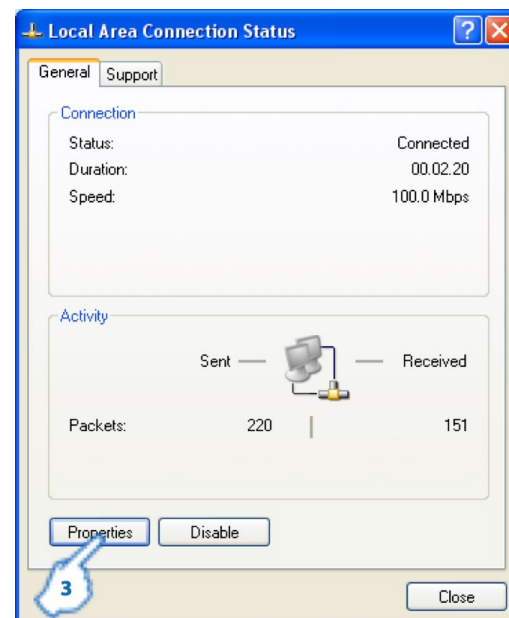 Local Area Connection Status
General Support
Connection
Status: Connected
Duration: 00.02.20
Speed: 100.0 Mbps
Activity
Sent Received
Packets: 220 151
Properties Disable
3
Close